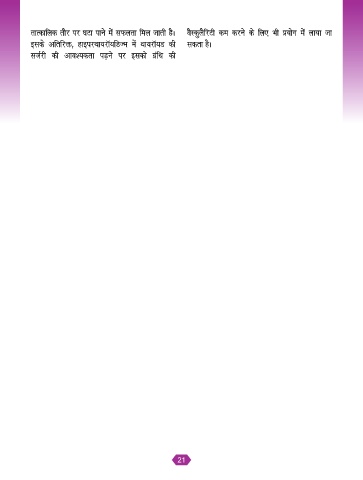 तात्कालिक तौर पर घटा पाने में सफलता मिल जाती है।
इसके अतिरिक्त, हाइपरथायरॉयडिज्म में थायरॉयड की
सर्जरी की आवश्यकता पड़ने पर इसको ग्रंथि की
वैस्कुलैरिटी कम करने के लिए भी प्रयोग में लाया जा
सकता है।
21